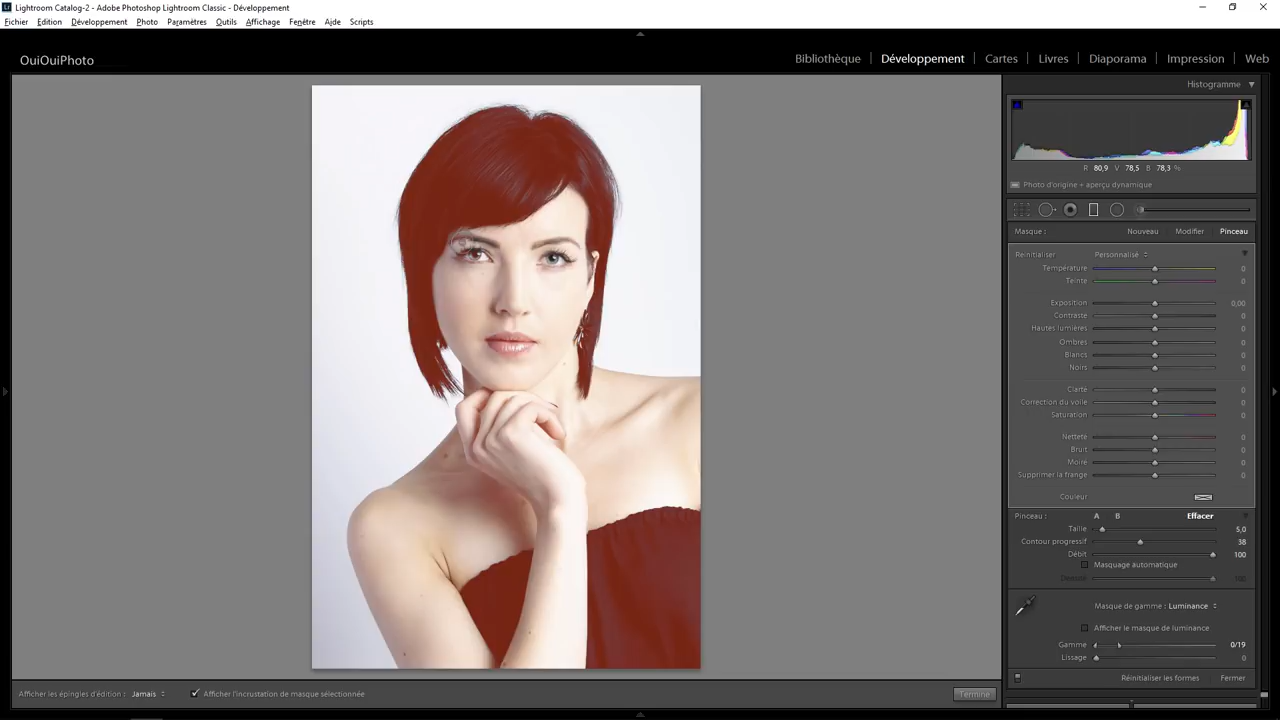 Lightroom Catalog-2 - Adobe Photoshop Lightroom Classic - Développement
Fichier Edition Développement Photo Paramètres Outils Affichage Fenêtre Aide Scripts
OuiOuiPhoto
Bibliothèque | Développement | Cartes | Livres | Diaporama | Impression | Web
Histogramme
R 80,9 V 78,5 B 78,3 %
Photo d'origine + aperçu dynamique
Masque : Nouveau Modifier Pinceau
Réinitialiser Personnalisé
Température 0
Teinte 0
Exposition 0,00
Contraste 0
Hautes lumières 0
Ombres 0
Blancs 0
Noirs 0
Clarté 0
Correction du voile 0
Saturation 0
Netteté 0
Bruit 0
Moiré 0
Supprimer la frange 0
Couleur
Pinceau : A B Effacer
Taille 5,0
Contour progressif 38
Débit 100
Masquage automatique
Densité 100
Masque de gamme : Luminance
Afficher le masque de luminance
Gamme 0/19
Lissage 0
Réinitialiser les formes Fermer
Afficher les épingles d'édition : Jamais Afficher l'incrustation de masque sélectionnée Terminé